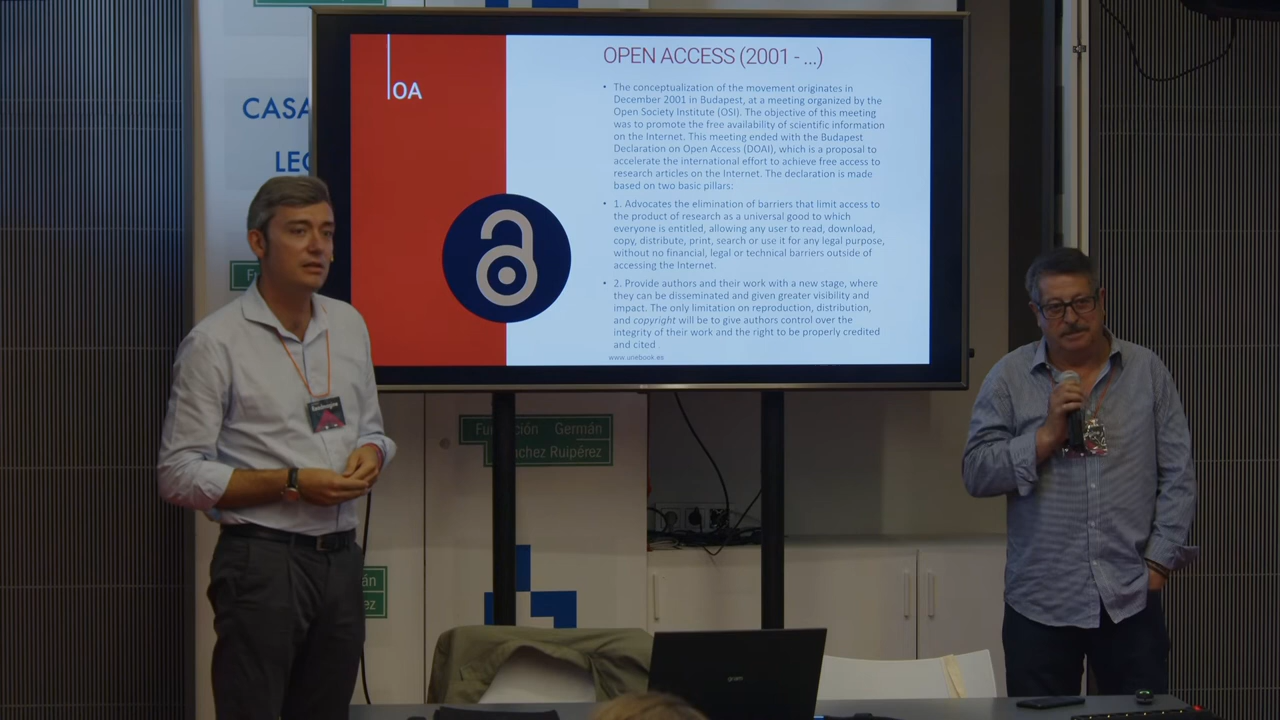 OA
OPEN ACCESS (2001 - ...)
• The conceptualization of the movement originates in
December 2001 in Budapest, at a meeting organized by the
Open Society Institute (OSI). The objective of this meeting
was to promote the free availability of scientific information
on the Internet. This meeting ended with the Budapest
Declaration on Open Access (DOAI), which is a proposal to
accelerate the international effort to achieve free access to
research articles on the Internet. The declaration is made
based on two basic pillars:
• 1. Advocates the elimination of barriers that limit access to
the product of research as a universal good to which
everyone is entitled, allowing any user to read, download,
copy, distribute, print, search or use it for any legal purpose,
without no financial, legal or technical barriers outside of
accessing the Internet.
• 2. Provide authors and their work with a new stage, where
they can be disseminated and given greater visibility and
impact. The only limitation on reproduction, distribution,
and copyright will be to give authors control over the
integrity of their work and the right to be properly credited
and cited
www.unebook.es
CASA
LEC
Fu
Germán
nchez Ruipérez
án
ez
gram